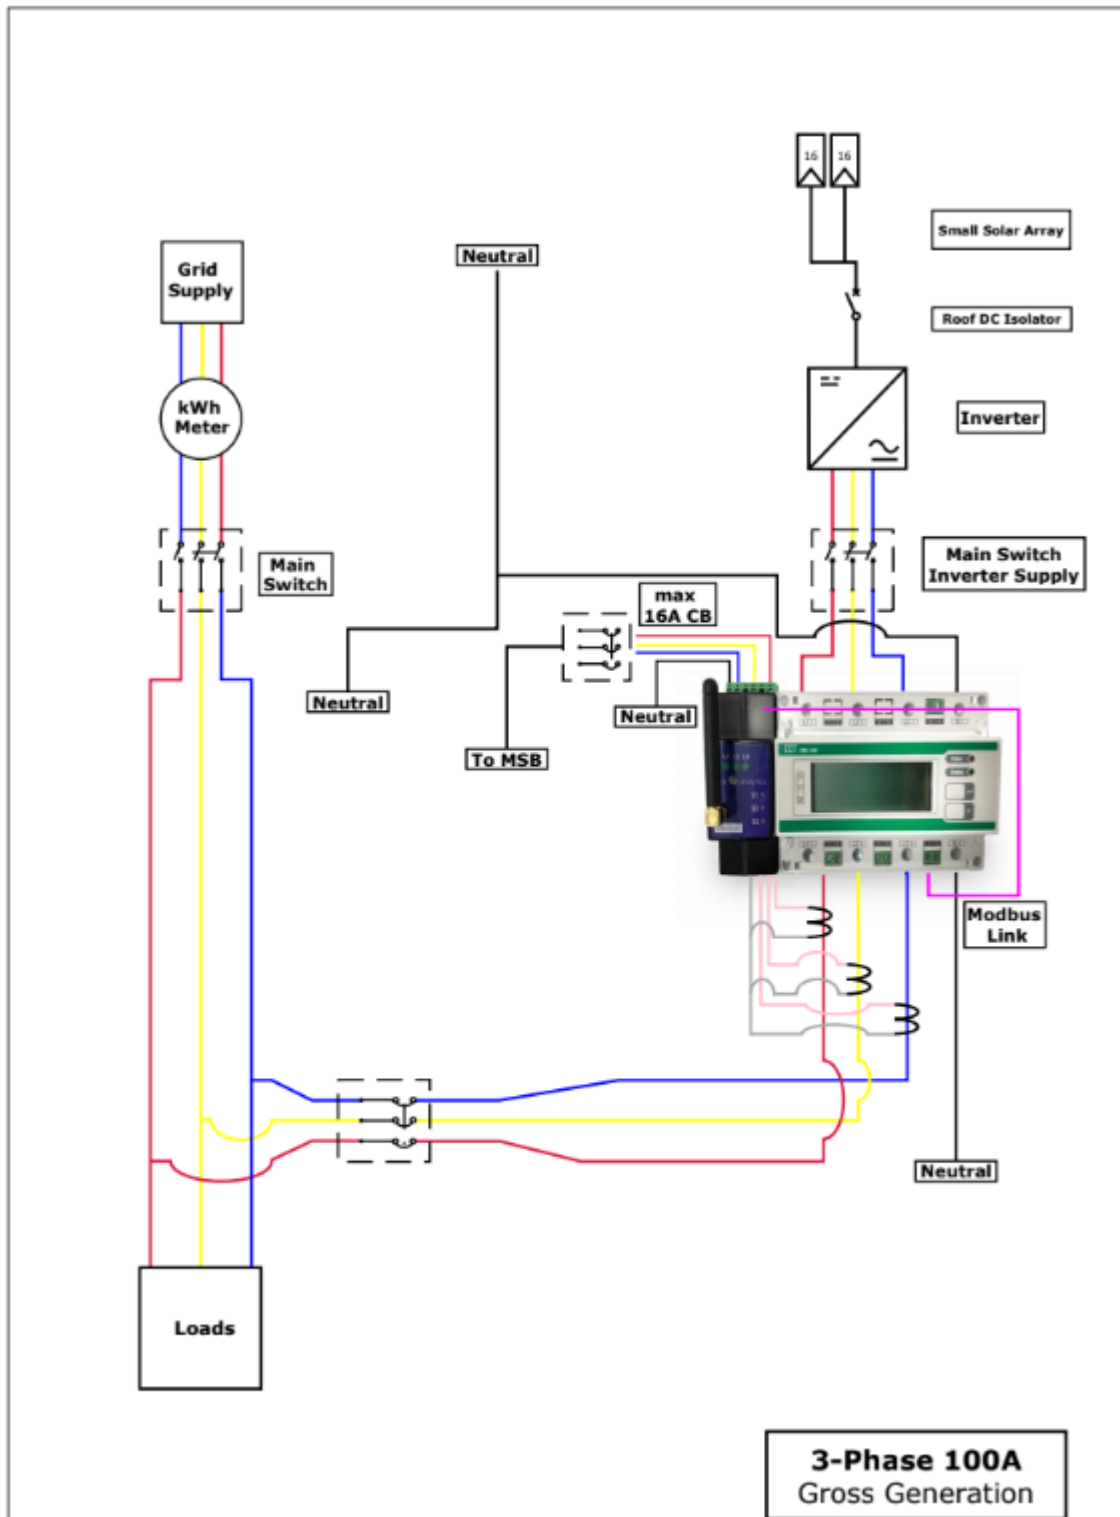 16 16
Small Solar Array
Grid
Supply
Neutral
Roof DC Isolator
kWh
Meter
Inverter
Main
Switch
Main Switch
Inverter Supply
max
16A CB
Neutral
Neutral
To MSB
Modbus
Link
Neutral
Loads
3-Phase 100A
Gross Generation